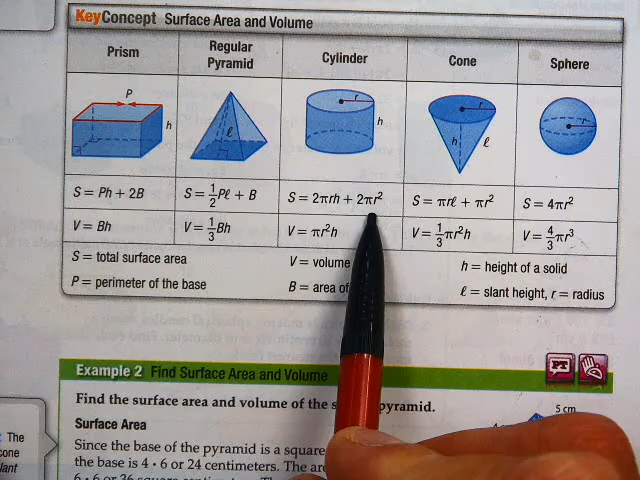 KeyConcept Surface Area and Volume
Prism Regular Pyramid Cylinder Cone Sphere
P h ℓ r h r h ℓ r
S = Ph + 2B S = 1/2Pℓ + B S = 2πrh + 2πr² S = πrℓ + πr² S = 4πr²
V = Bh V = 1/3Bh V = πr²h V = 1/3πr²h V = 4/3πr³
S = total surface area V = volume h = height of a solid
P = perimeter of the base B = area of ℓ = slant height, r = radius
PT
Example 2 Find Surface Area and Volume
Find the surface area and volume of the pyramid.
5 cm
Surface Area
Since the base of the pyramid is a square
the base is 4 • 6 or 24 centimeters. The
The
cone